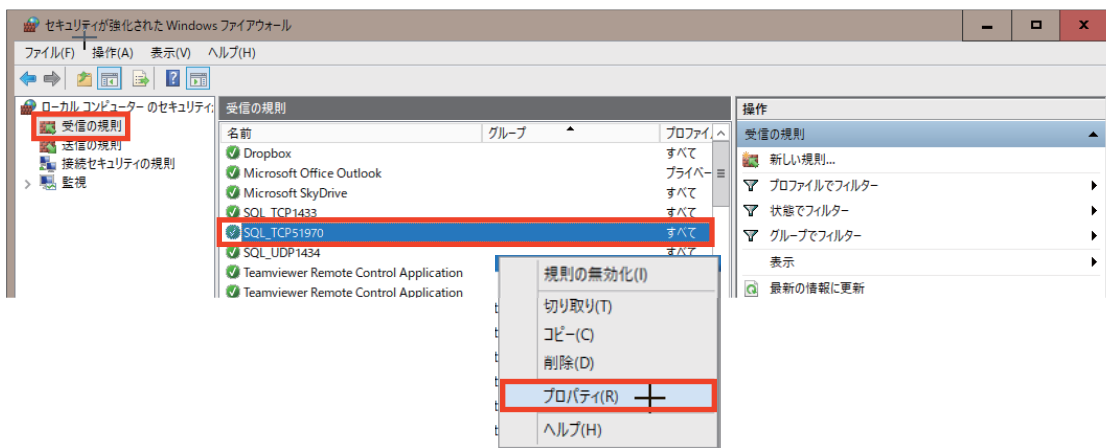 セキュリティが強化された Windows ファイアウォール
ファイル(F) 操作(A) 表示(V) ヘルプ(H)
ローカル コンピューター のセキュリティ
受信の規則
送信の規則
接続セキュリティの規則
監視
受信の規則
名前 グループ プロファイ
Dropbox すべて
Microsoft Office Outlook プライベー
Microsoft SkyDrive すべて
SQL_TCP1433 すべて
SQL_TCP51970 すべて
SQL_UDP1434 すべて
Teamviewer Remote Control Application
Teamviewer Remote Control Application
規則の無効化(I)
切り取り(T)
コピー(C)
削除(D)
プロパティ(R)
ヘルプ(H)
操作
受信の規則
新しい規則...
プロファイルでフィルター
状態でフィルター
グループでフィルター
表示
最新の情報に更新